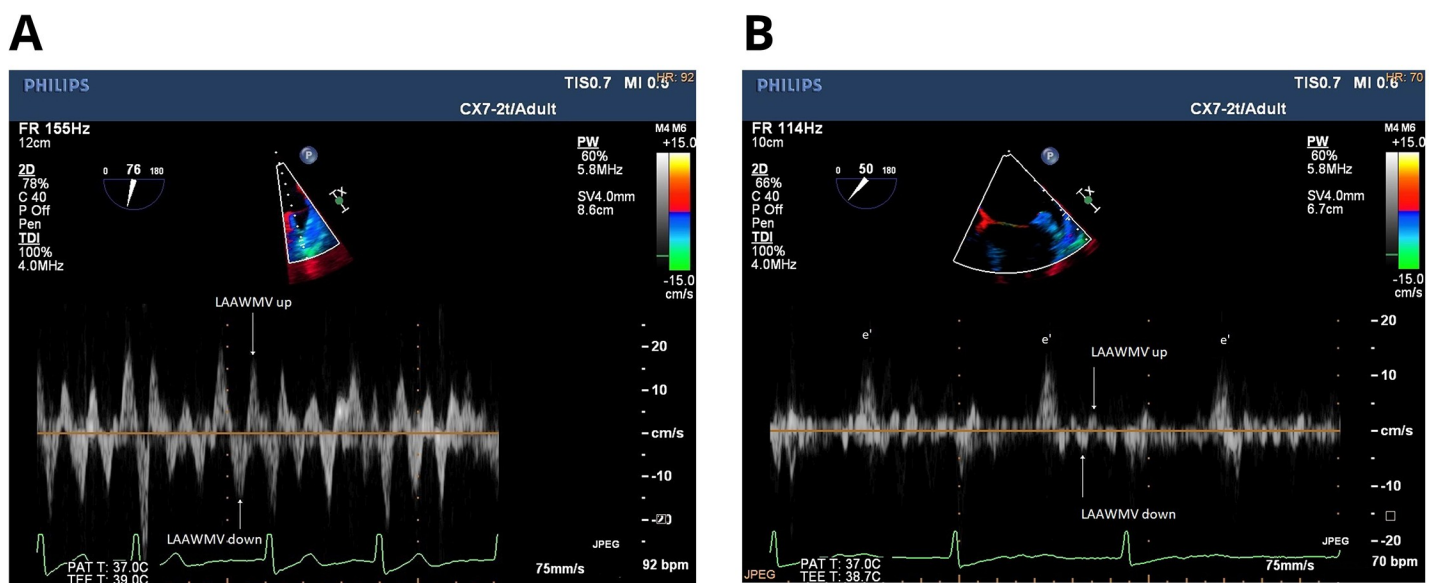 A
PHILIPS
TIS0.7 MI 0.5
HR: 92
CX7-2t/Adult
FR 155Hz
12cm
2D
78%
C 40
P Off
Pen
TDI
100%
4.0MHz
0 76 180
P
PW
60%
5.8MHz
SV4.0mm
8.6cm
M4 M6
+15.0
-15.0
cm/s
LAAWMV up
20
10
cm/s
-10
LAAWMV down
JPEG
PAT T: 37.0C
TEE T: 39.0C
75mm/s
92 bpm
B
PHILIPS
TIS0.7 MI 0.6
HR: 70
CX7-2t/Adult
FR 114Hz
10cm
2D
66%
C 40
P Off
Pen
TDI
100%
4.0MHz
0 50 180
P
PW
60%
5.8MHz
SV4.0mm
6.7cm
M4 M6
+15.0
-15.0
cm/s
e' e' e'
LAAWMV up
20
10
cm/s
-10
-20
LAAWMV down
JPEG
PAT T: 37.0C
TEE T: 38.7C
JPEG
75mm/s
70 bpm